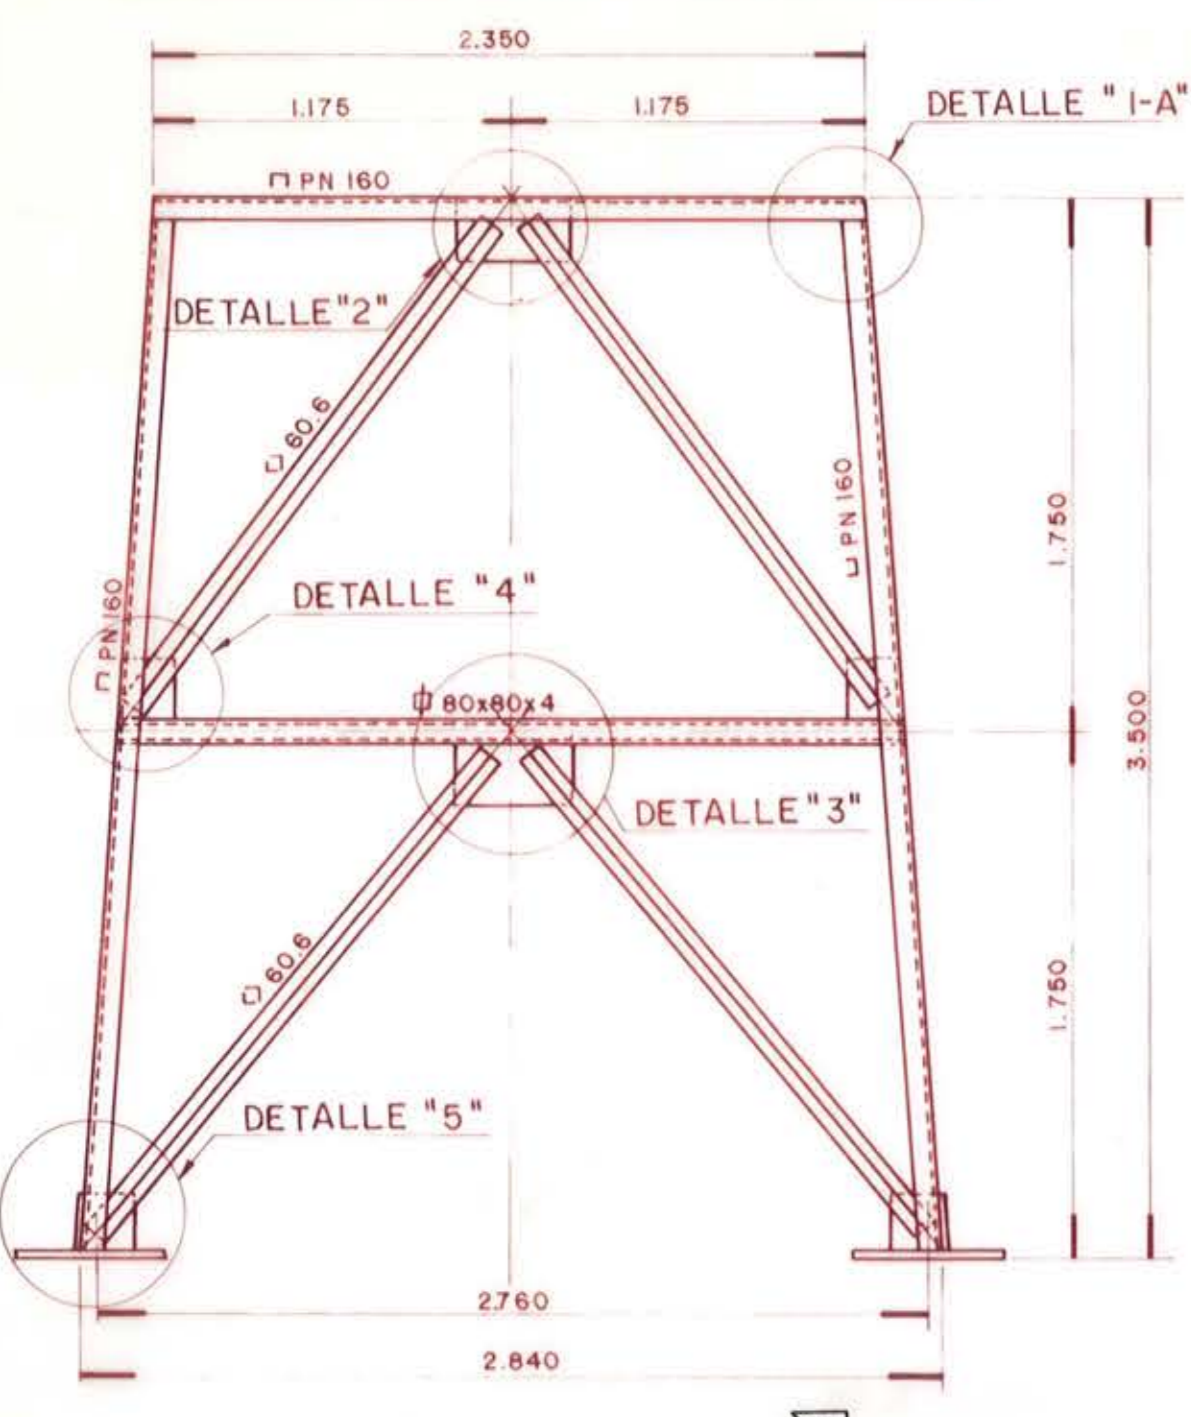 2.350
1.175
1.175
DETALLE "1-A"
PN 160
DETALLE "2"
60.6
PN 160
1.750
DETALLE "4"
PN 160
80x80x4
3.500
DETALLE "3"
60.6
1.750
DETALLE "5"
2.760
2.840